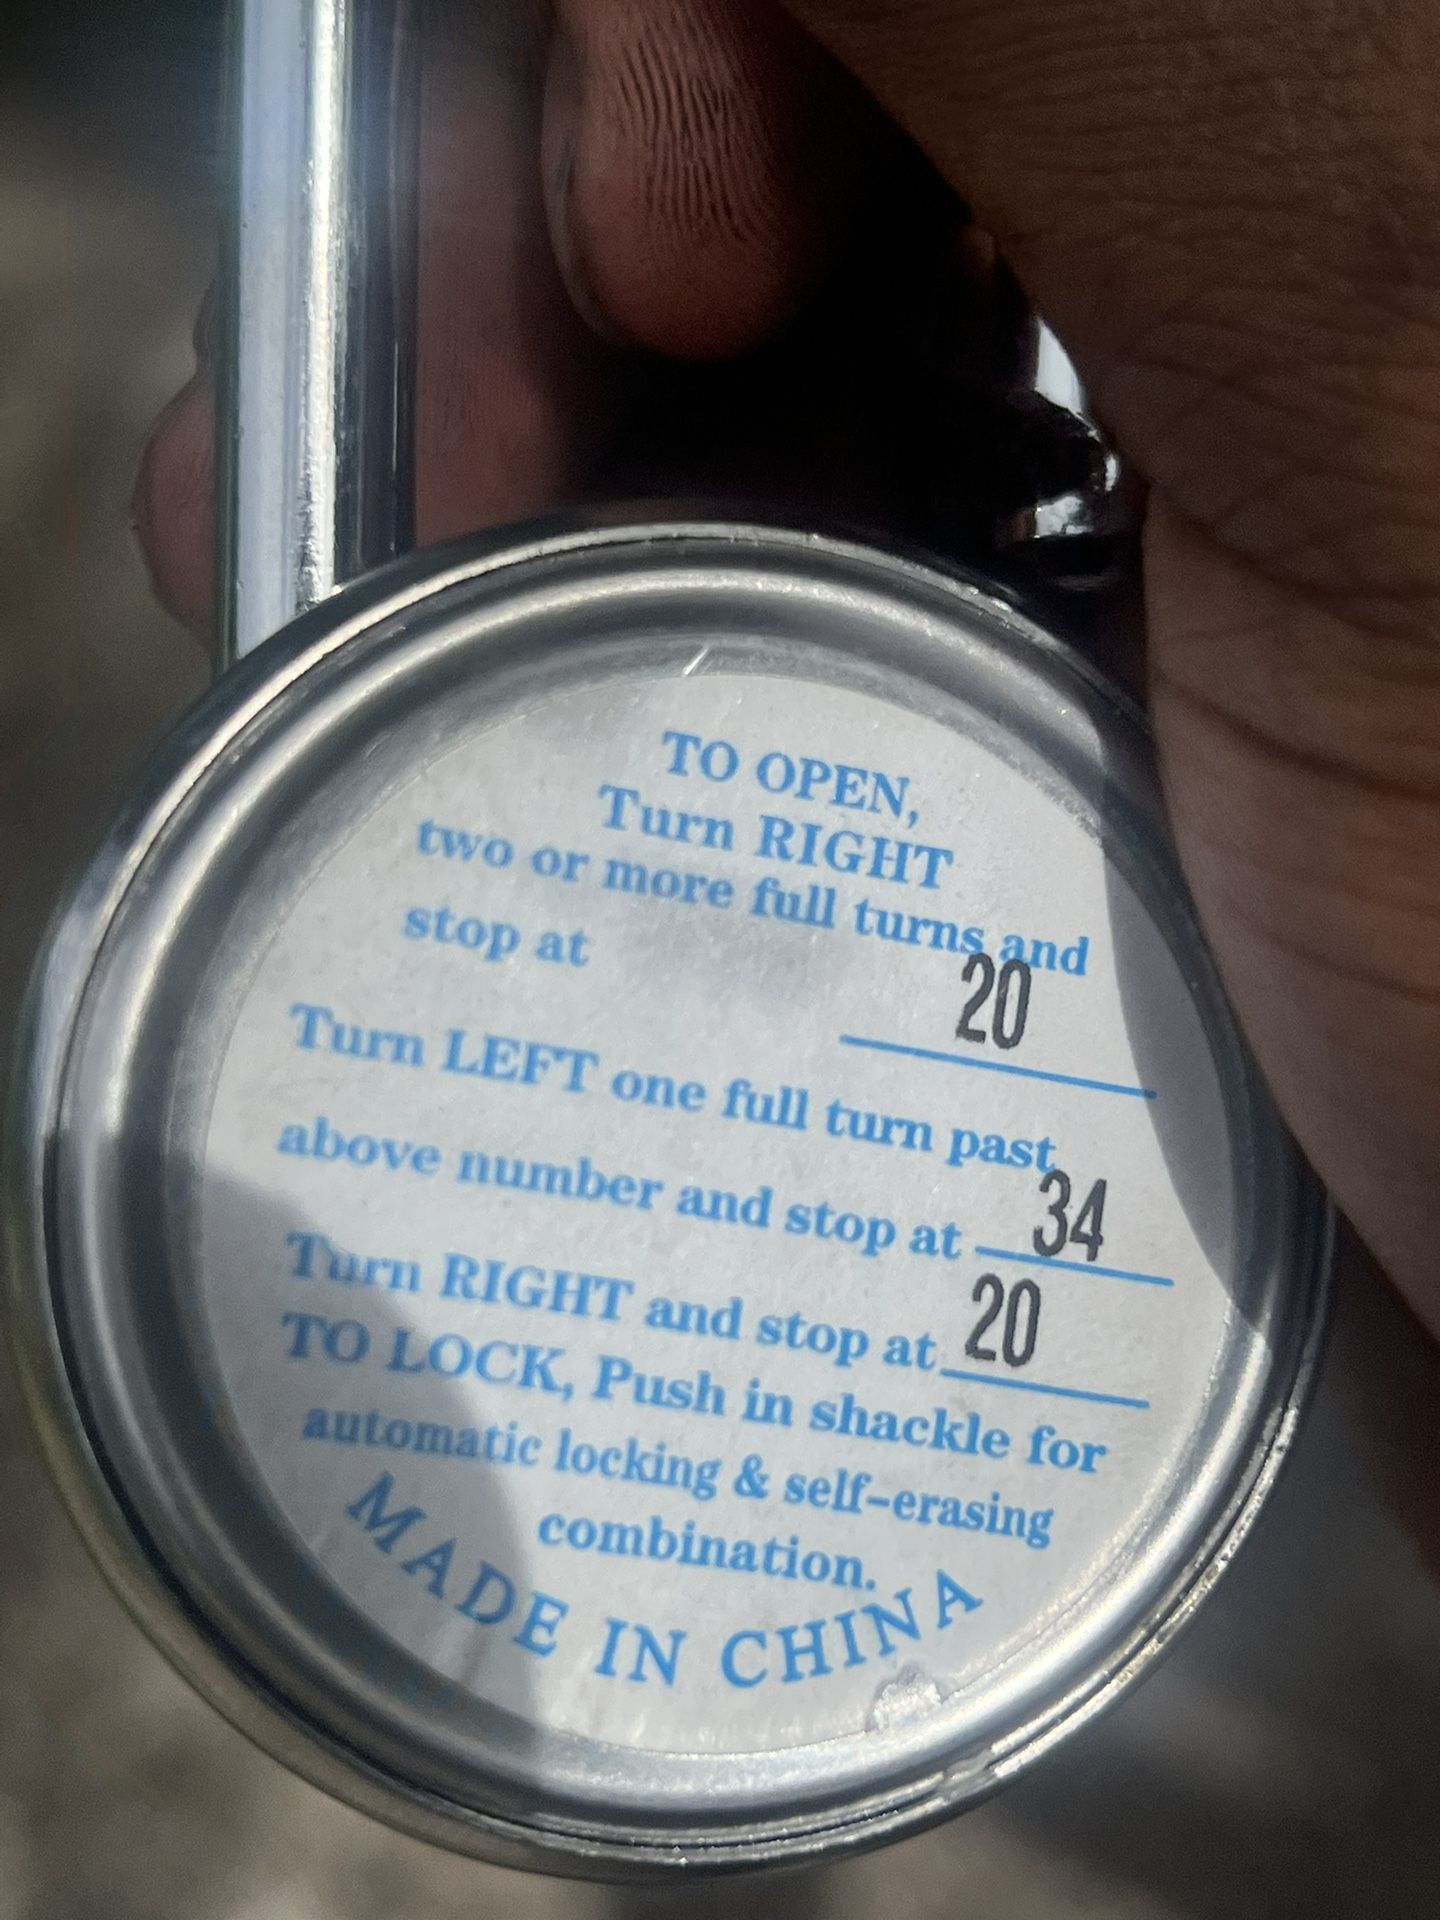 TO OPEN,
Turn RIGHT
two or more full turns and
stop at 20
Turn LEFT one full turn past
above number and stop at 34
Turn RIGHT and stop at 20
TO LOCK, Push in shackle for
automatic locking & self-erasing
combination.
MADE IN CHINA